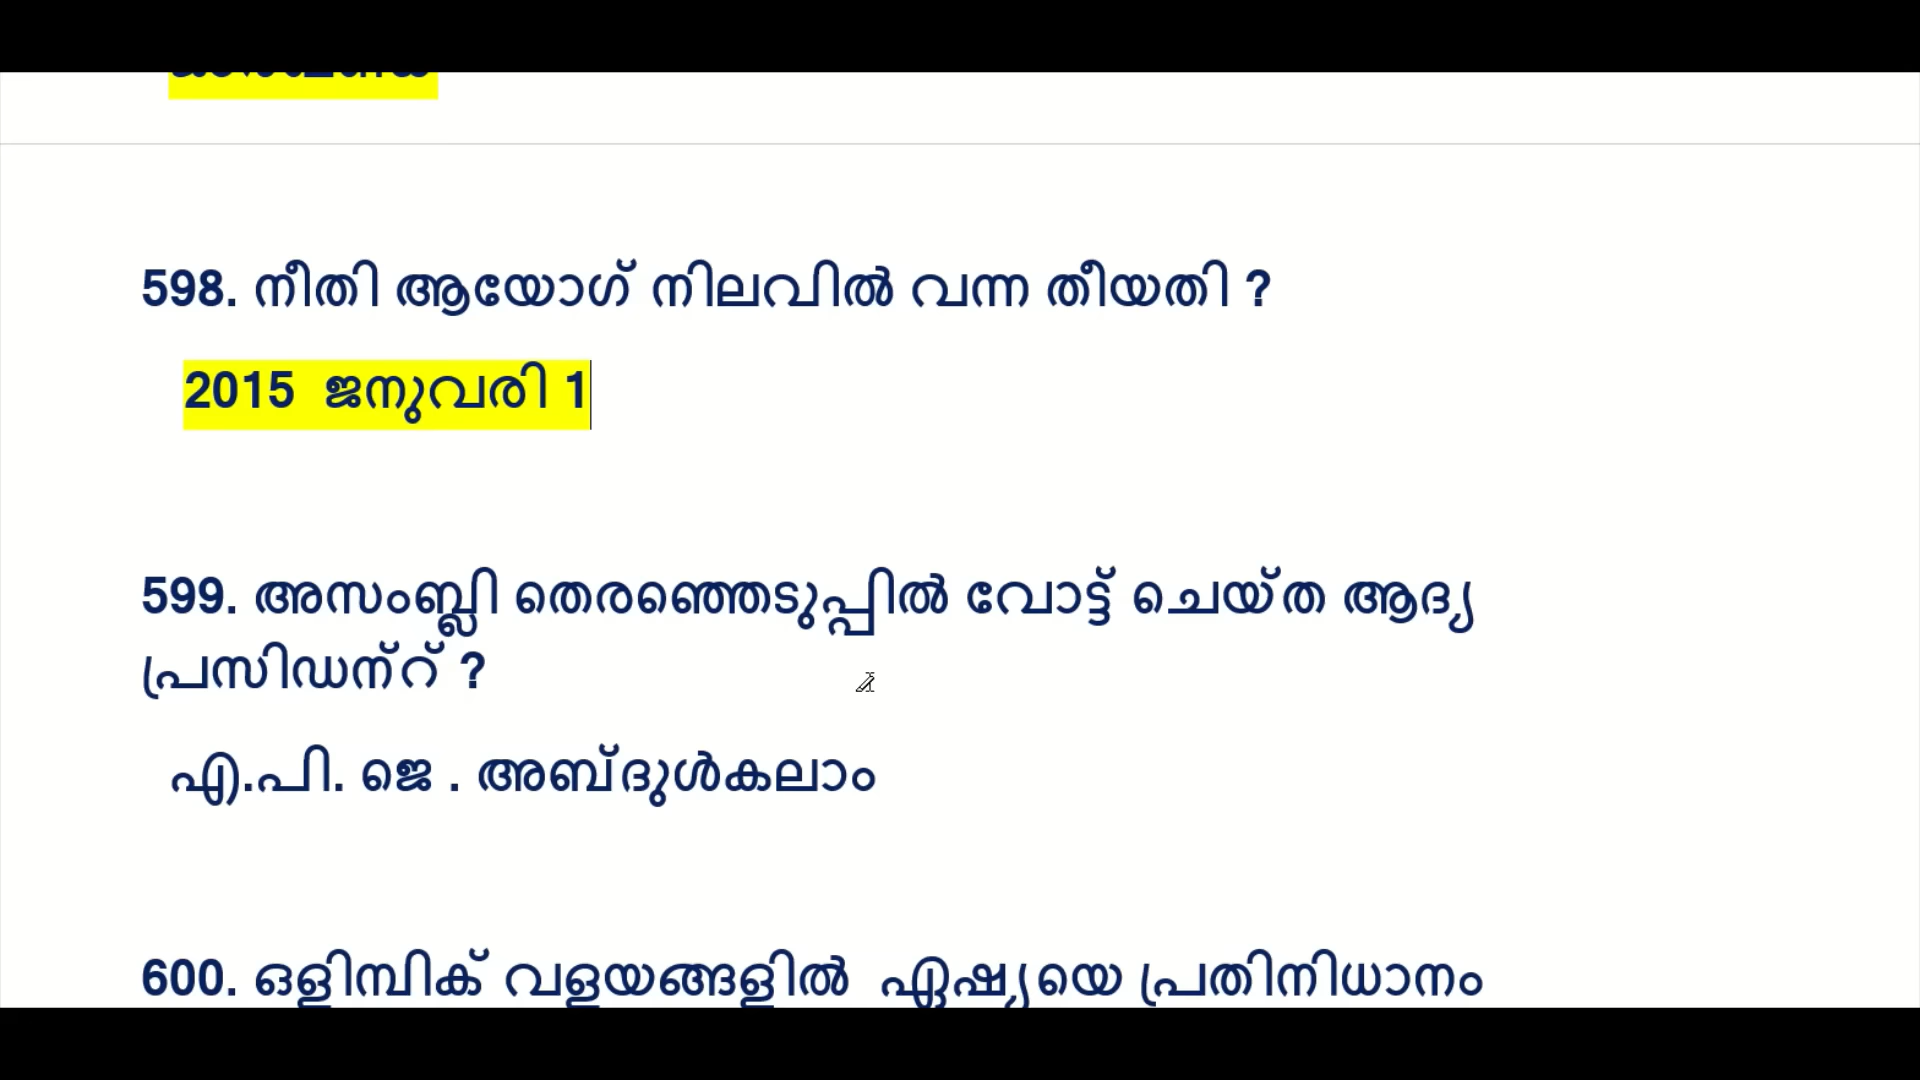 598. നീതി ആയോഗ് നിലവിൽ വന്ന തീയതി ?
2015 ജനുവരി 1
599. അസംബ്ലി തെരഞ്ഞെടുപ്പിൽ വോട്ട് ചെയ്ത ആദ്യ
പ്രസിഡന്റ് ?
എ.പി. ജെ . അബ്ദുൾകലാം
600. ഒളിമ്പിക് വളയങ്ങളിൽ ഏഷ്യയെ പ്രതിനിധാനം